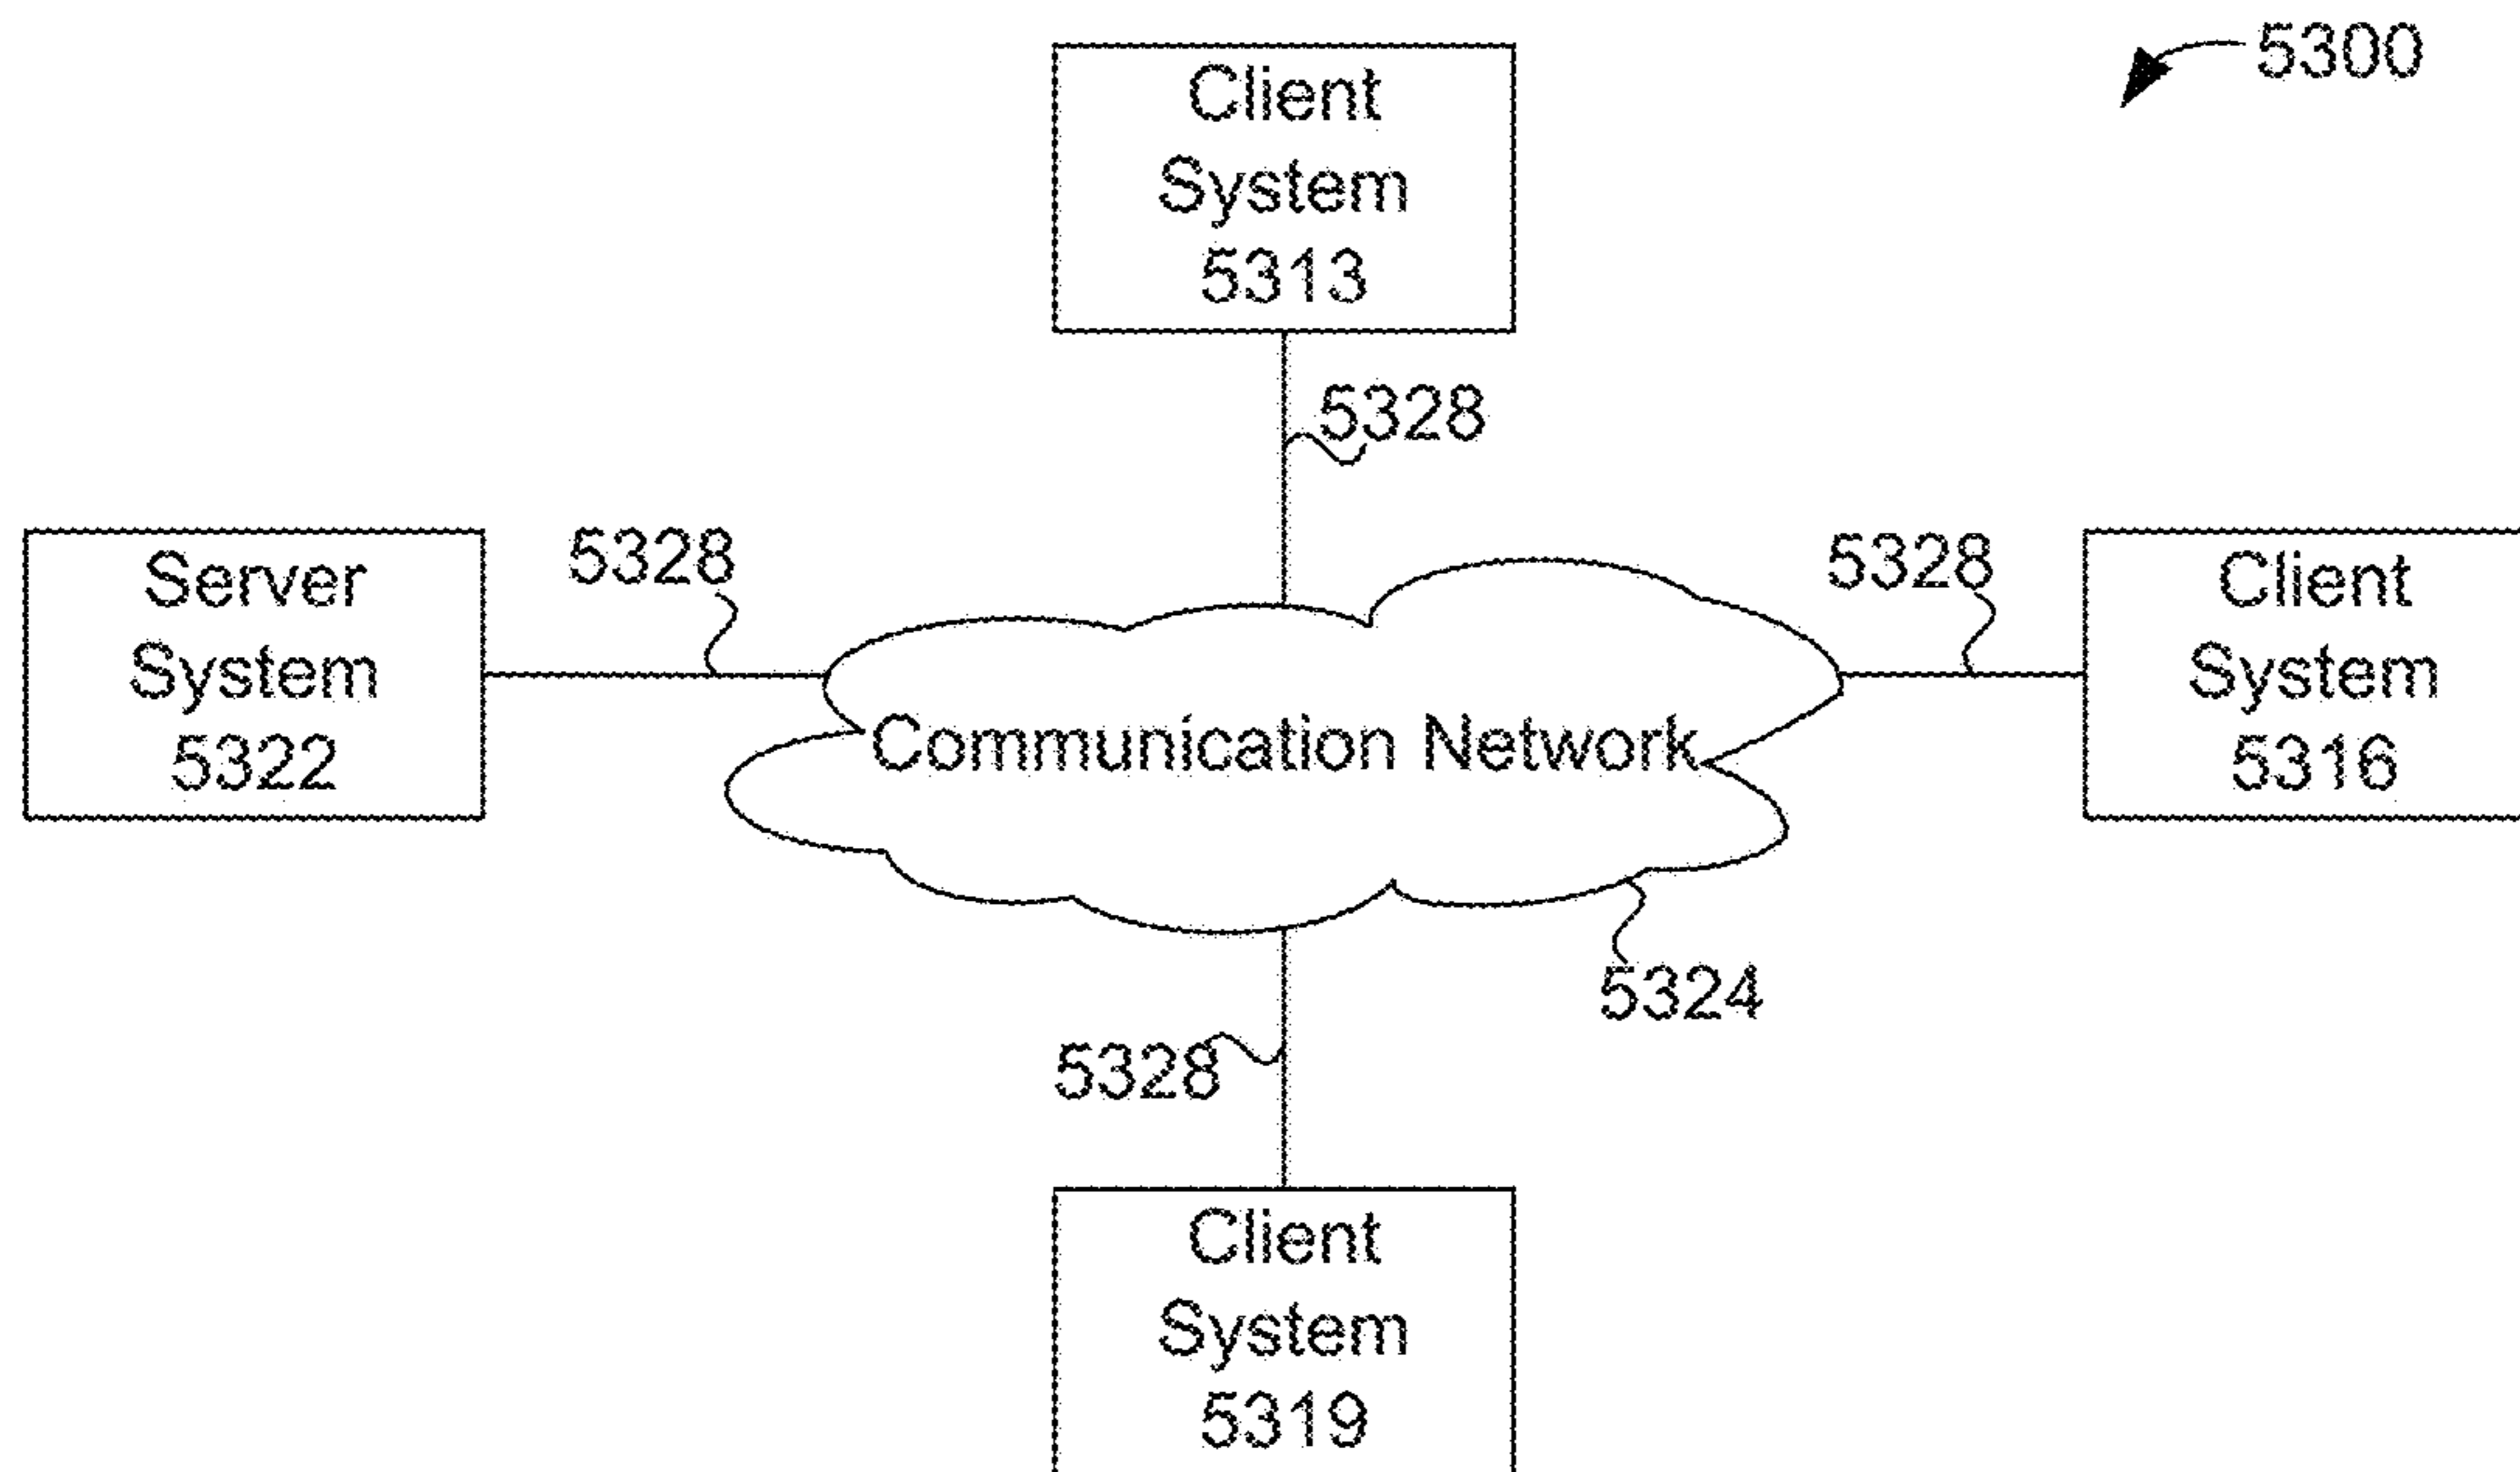 5300
Client
System
5313
5328
Server
System
5322
5328
5328
Client
System
5316
Communication Network
5324
5328
Client
System
5319